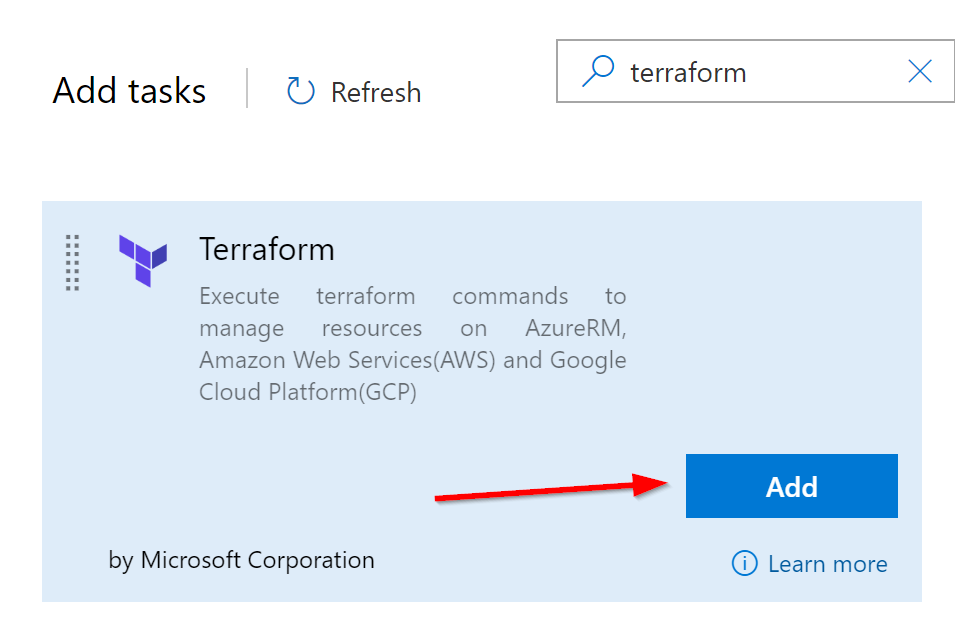 Add tasks
Refresh
terraform
Terraform
Execute terraform commands to
manage resources on AzureRM,
Amazon Web Services(AWS) and Google
Cloud Platform(GCP)
Add
by Microsoft Corporation
Learn more